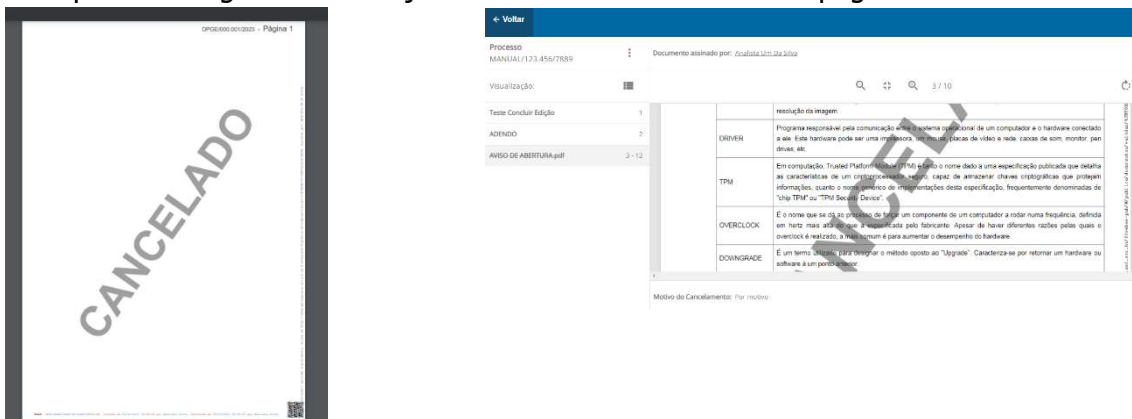 - Página 1
CANCELADO
← Voltar
Processo
MANUAL/123.456/7889
Documento assinado por: Analista Um Da Silva
Visualização:
3 / 10
Teste Concluir Edição 1
ADENDO 2
AVISO DE ABERTURA.pdf 3 - 12
resolução da imagem.
DRIVER
Programa responsável pela comunicação entre o sistema operacional de um computador e o hardware conectado
a ele. Este hardware pode ser uma impressora, um mouse, placas de vídeo e rede, caixas de som, monitor, pen
drives, etc.
TPM
Em computação, Trusted Platform Module (TPM) é tanto o nome dado a uma especificação publicada que detalha
as características de um criptoprocessador seguro, capaz de armazenar chaves criptográficas que protejam
informações, quanto o nome genérico de implementações desta especificação, frequentemente denominadas de
"chip TPM" ou "TPM Security Device".
OVERCLOCK
É o nome que se dá ao processo de forçar um componente de um computador a rodar numa frequência, definida
em hertz mais alta do que a especificada pelo fabricante. Apesar de haver diferentes razões pelas quais o
overclock é realizado, a mais comum é para aumentar o desempenho do hardware.
DOWNGRADE
É um termo utilizado para designar o método oposto ao "Upgrade". Caracteriza-se por retornar um hardware ou
software à um ponto anterior.
CANCELA
Motivo do Cancelamento: Por motivo.